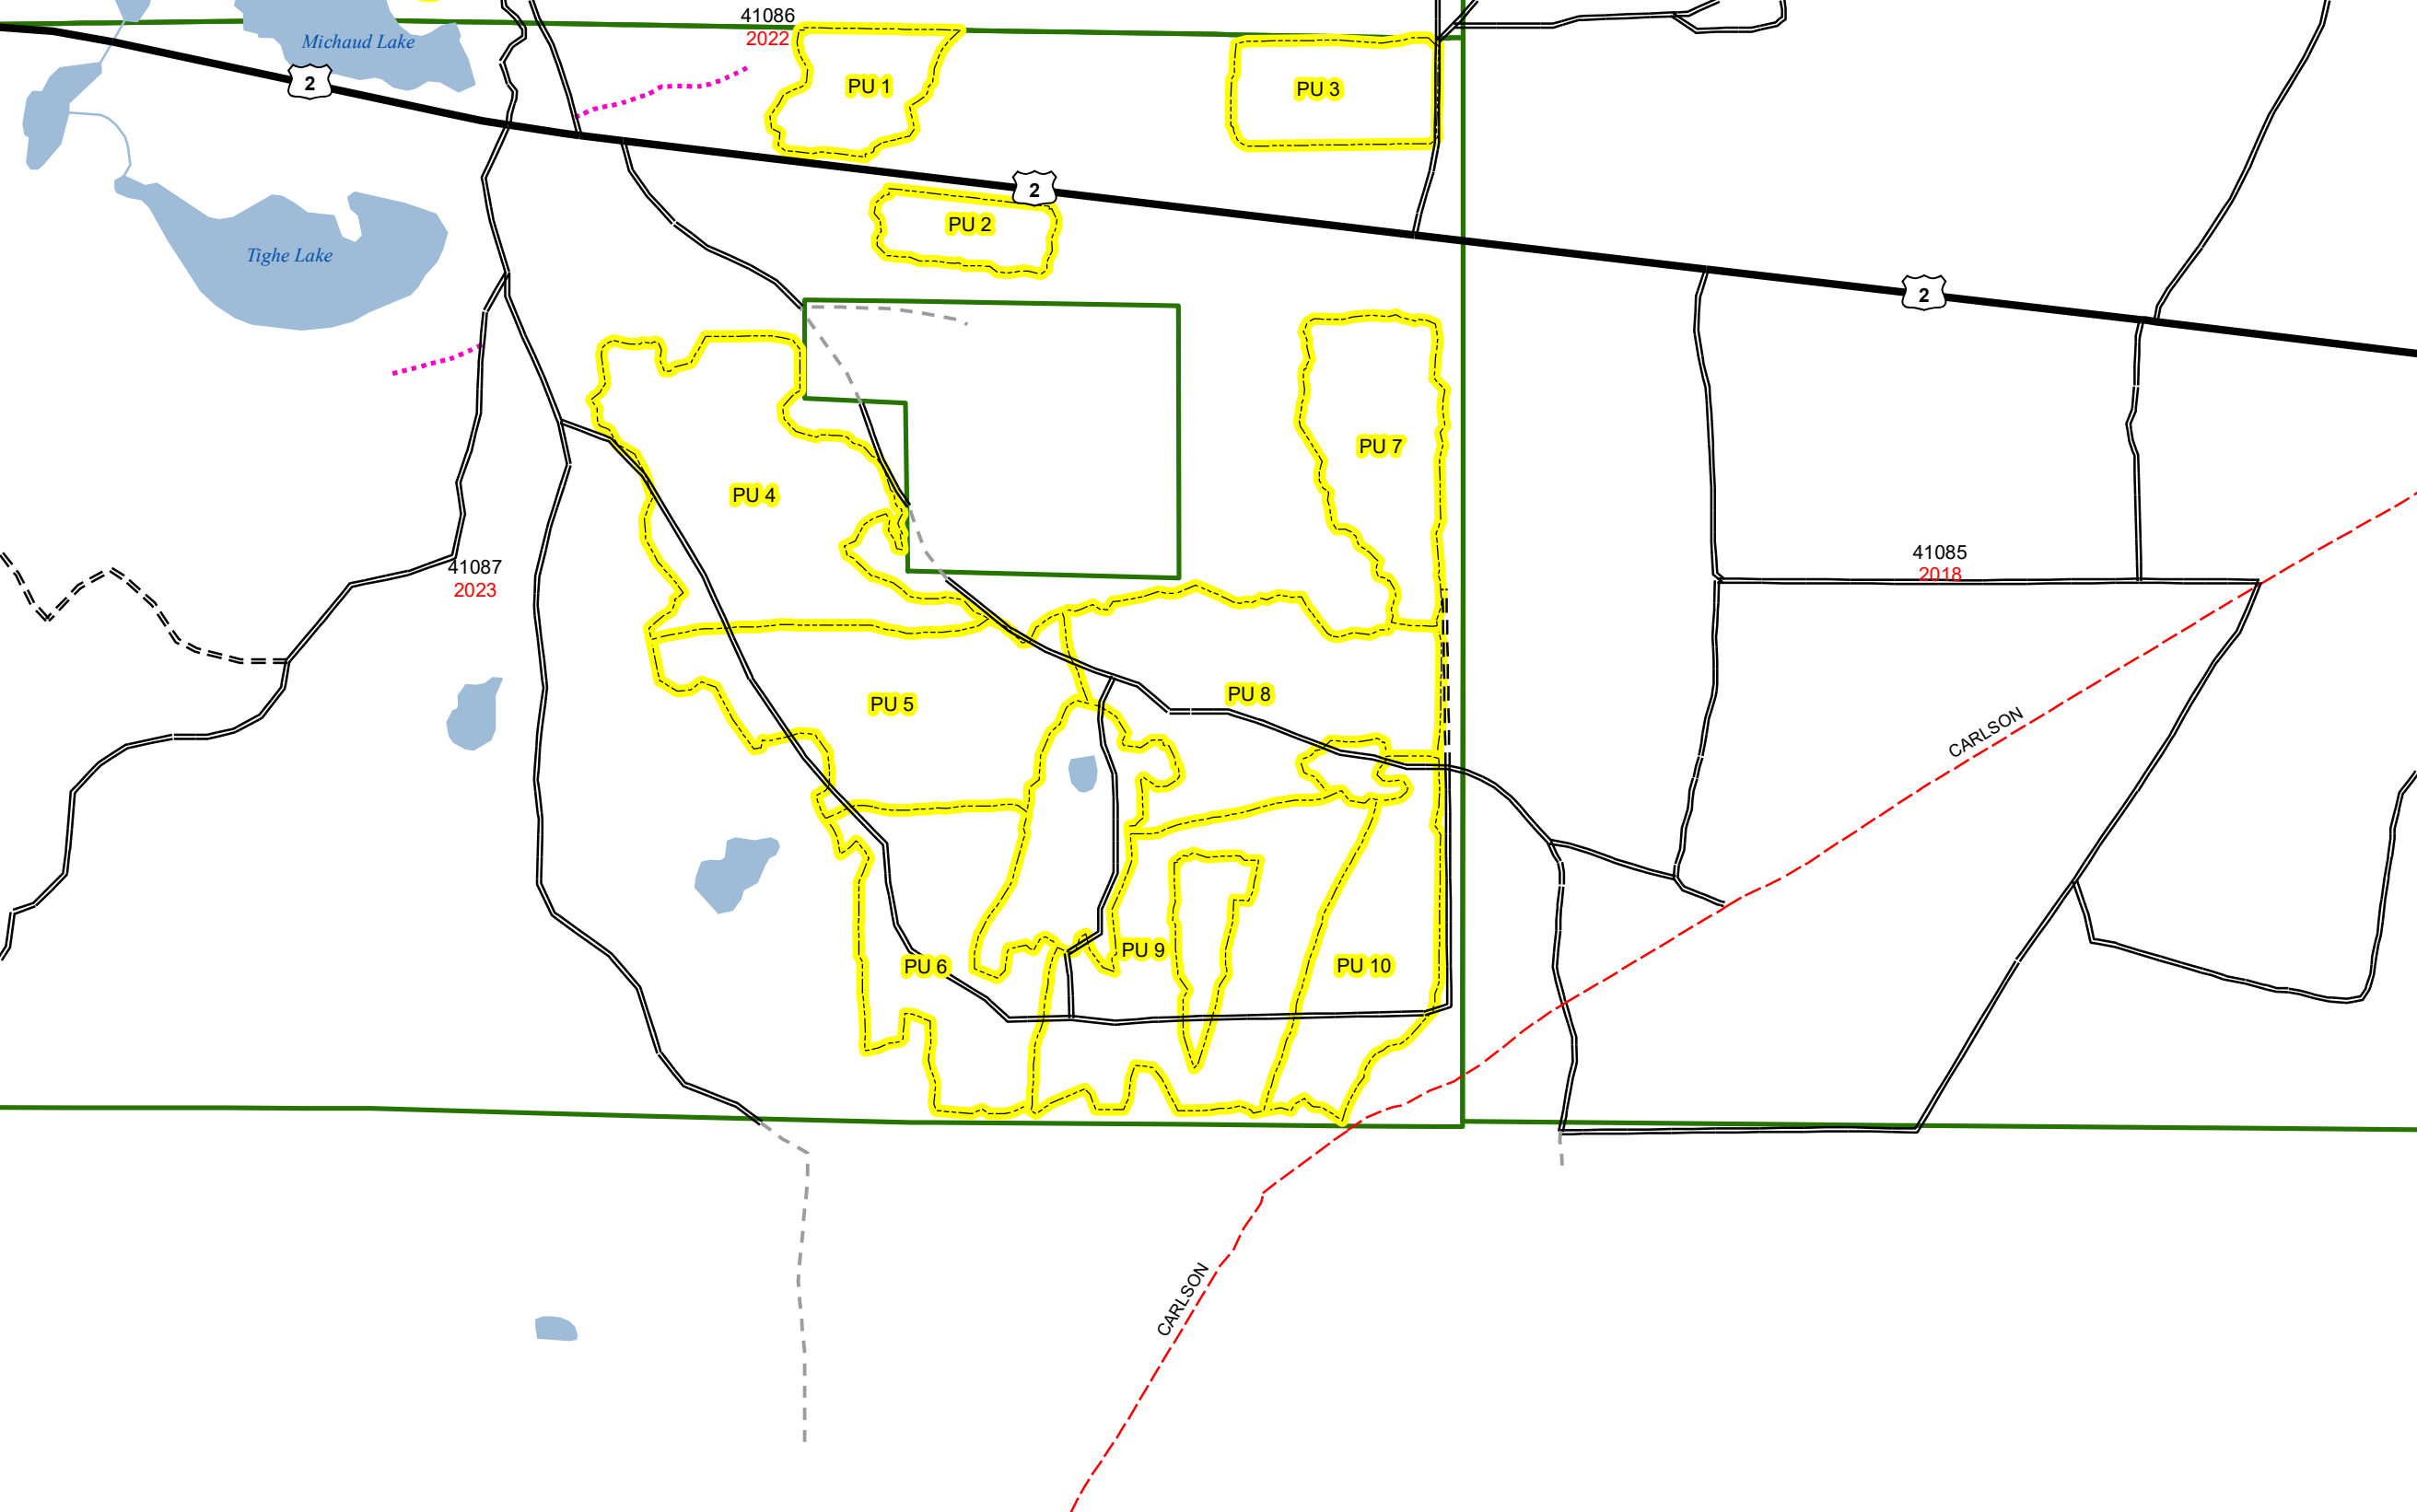 41086
2022
Michaud Lake
2
PU 1
PU 3
2
PU 2
Tighe Lake
2
PU 7
PU 4
41087
2023
41085
2018
PU 8
PU 5
CARLSON
PU 9
PU 6
PU 10
CARLSON